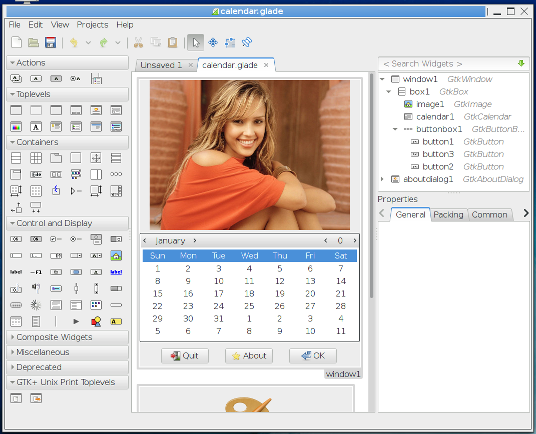 calendar.glade
File Edit View Projects Help
Unsaved 1 calendar.glade
Actions
Toplevels
Containers
Control and Display
label
label
Composite Widgets
Miscellaneous
Deprecated
GTK+ Unix Print Toplevels
January 0
Sun Mon Tue Wed Thu Fri Sat
1 2 3 4 5 6 7
8 9 10 11 12 13 14
15 16 17 18 19 20 21
22 23 24 25 26 27 28
29 30 31 1 2 3 4
5 6 7 8 9 10 11
Quit About OK
window1
< Search Widgets >
window1 GtkWindow
box1 GtkBox
image1 GtkImage
calendar1 GtkCalendar
buttonbox1 GtkButtonB...
button1 GtkButton
button3 GtkButton
button2 GtkButton
aboutdialog1 GtkAboutDialog
Properties
General Packing Common